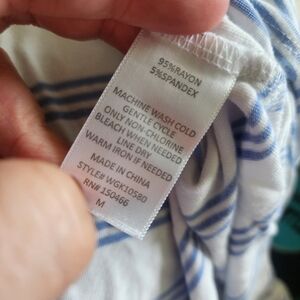 95%RAYON
5%SPANDEX
MACHINE WASH COLD
GENTLE CYCLE
ONLY NON-CHLORINE
BLEACH WHEN NEEDED
LINE DRY
WARM IRON IF NEEDED
MADE IN CHINA
STYLE# WGK10580
RN# 150466
M